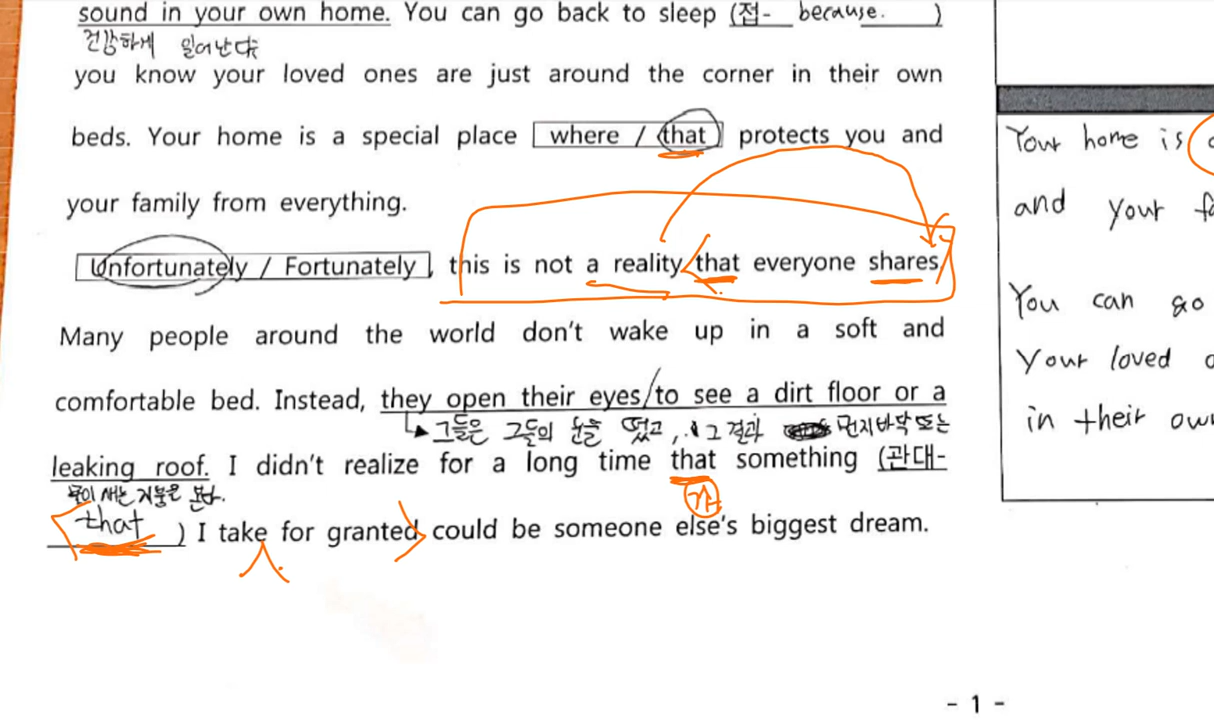 sound in your own home. You can go back to sleep (접- because. )
건강하게 일어난다
you know your loved ones are just around the corner in their own
beds. Your home is a special place where / that protects you and
your family from everything.
Unfortunately / Fortunately, this is not a reality that everyone shares.
Many people around the world don't wake up in a soft and
comfortable bed. Instead, they open their eyes/to see a dirt floor or a
그들은 그들의 눈을 떴고, 그 결과 먼지바닥 또는
leaking roof. I didn't realize for a long time that something (관대-
물이 새는 지붕을 본다.
that ) I take for granted could be someone else's biggest dream.
- 1 -
Your home is
and your
You can go
Your loved
in their own